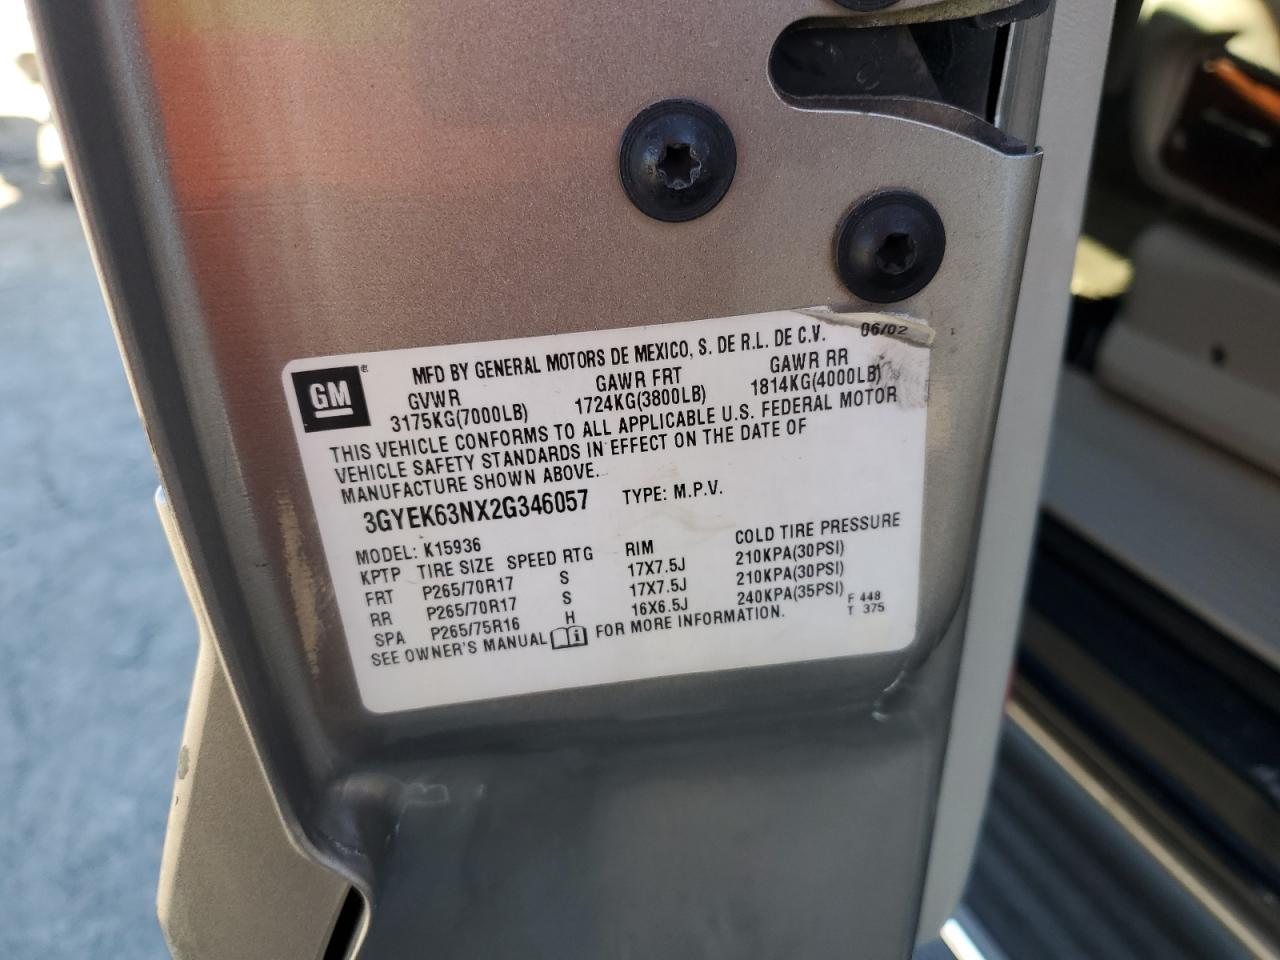 GM ®
MFD BY GENERAL MOTORS DE MEXICO, S. DE R.L. DE C.V. 06/02
GVWR GAWR FRT GAWR RR
3175KG(7000LB) 1724KG(3800LB) 1814KG(4000LB)
THIS VEHICLE CONFORMS TO ALL APPLICABLE U.S. FEDERAL MOTOR
VEHICLE SAFETY STANDARDS IN EFFECT ON THE DATE OF
MANUFACTURE SHOWN ABOVE.
3GYEK63NX2G346057 TYPE: M.P.V.
MODEL: K15936
KPTP TIRE SIZE SPEED RTG RIM COLD TIRE PRESSURE
FRT P265/70R17 S 17X7.5J 210KPA(30PSI)
RR P265/70R17 S 17X7.5J 210KPA(30PSI)
SPA P265/75R16 H 16X6.5J 240KPA(35PSI) F 448
SEE OWNER'S MANUAL FOR MORE INFORMATION. T 375